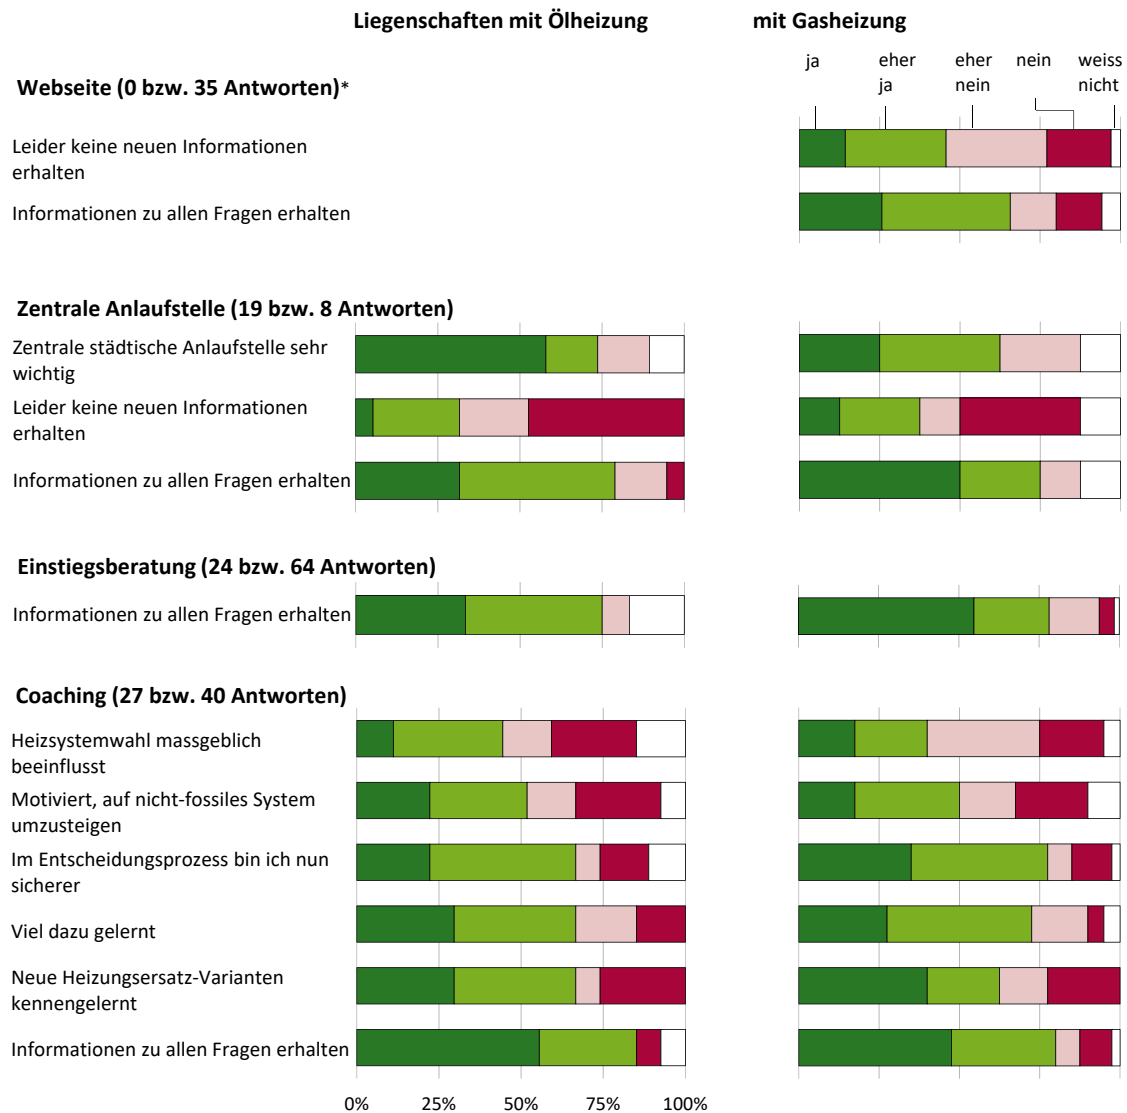 Liegenschaften mit Ölheizung
mit Gasheizung
ja
eher
ja
eher
nein
nein
weiss
nicht
Webseite (0 bzw. 35 Antworten)*
Leider keine neuen Informationen
erhalten
Informationen zu allen Fragen erhalten
Zentrale Anlaufstelle (19 bzw. 8 Antworten)
Zentrale städtische Anlaufstelle sehr
wichtig
Leider keine neuen Informationen
erhalten
Informationen zu allen Fragen erhalten
Einstiegsberatung (24 bzw. 64 Antworten)
Informationen zu allen Fragen erhalten
Coaching (27 bzw. 40 Antworten)
Heizsystemwahl massgeblich
beeinflusst
Motiviert, auf nicht-fossiles System
umzusteigen
Im Entscheidungsprozess bin ich nun
sicherer
Viel dazu gelernt
Neue Heizungsersatz-Varianten
kennengelernt
Informationen zu allen Fragen erhalten
0% 25% 50% 75% 100%